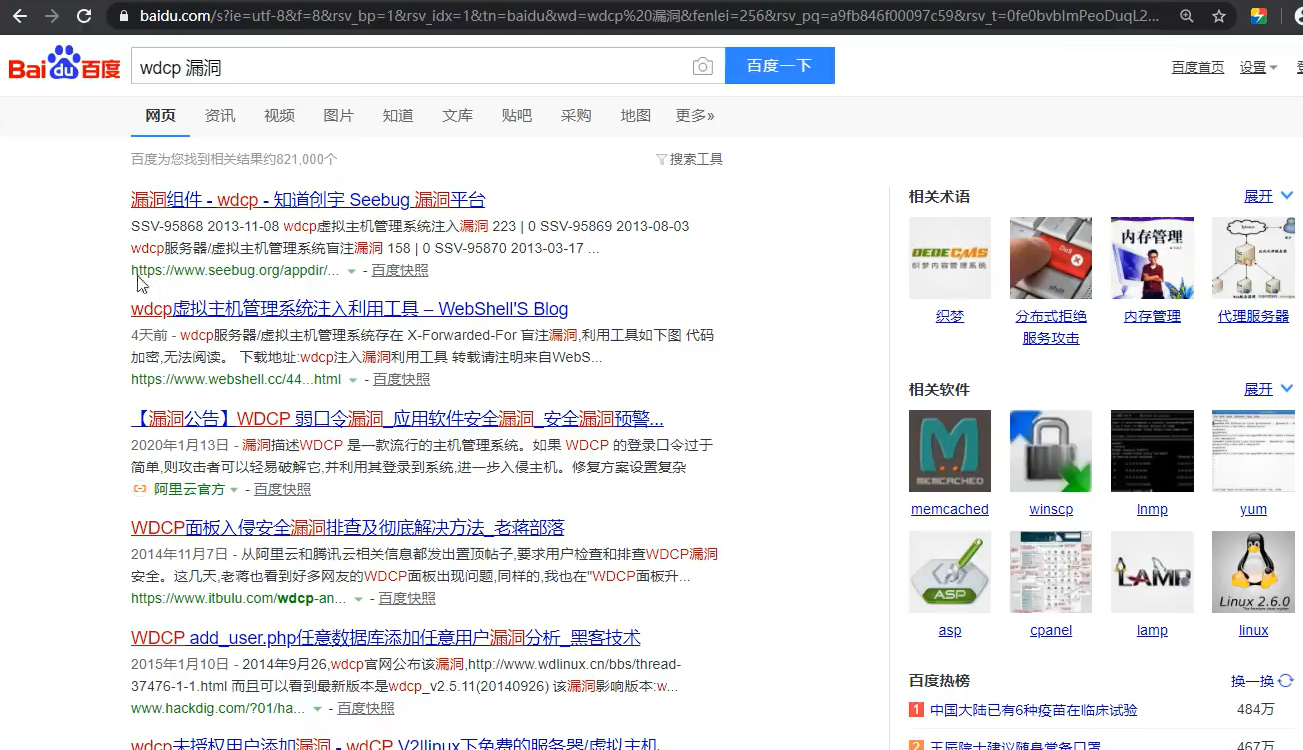 baidu.com/s?ie=utf-8&f=8&rsv_bp=1&rsv_idx=1&tn=baidu&wd=wdcp%20漏洞&fenlei=256&rsv_pq=a9fb846f00097c59&rsv_t=0fe0bvbImPeoDuqL2...
Bai du 百度
wdcp 漏洞
百度一下
百度首页 设置
网页 资讯 视频 图片 知道 文库 贴吧 采购 地图 更多»
百度为您找到相关结果约821,000个
搜索工具
漏洞组件 - wdcp - 知道创宇 Seebug 漏洞平台
SSV-95868 2013-11-08 wdcp虚拟主机管理系统注入漏洞 223 | 0 SSV-95869 2013-08-03
wdcp服务器/虚拟主机管理系统盲注漏洞 158 | 0 SSV-95870 2013-03-17 ...
https://www.seebug.org/appdir/... - 百度快照
wdcp虚拟主机管理系统注入利用工具 – WebShell'S Blog
4天前 - wdcp服务器/虚拟主机管理系统存在 X-Forwarded-For 盲注漏洞,利用工具如下图 代码
加密,无法阅读。 下载地址:wdcp注入漏洞利用工具 转载请注明来自WebS...
https://www.webshell.cc/44...html - 百度快照
【漏洞公告】WDCP 弱口令漏洞_应用软件安全漏洞_安全漏洞预警...
2020年1月13日 - 漏洞描述WDCP 是一款流行的主机管理系统。如果 WDCP 的登录口令过于
简单,则攻击者可以轻易破解它,并利用其登录到系统,进一步入侵主机。修复方案设置复杂
阿里云官方 - 百度快照
WDCP面板入侵安全漏洞排查及彻底解决方法_老蒋部落
2014年11月7日 - 从阿里云和腾讯云相关信息都发出置顶帖子,要求用户检查和排查WDCP漏洞
安全。这几天,老蒋也看到好多网友的WDCP面板出现问题,同样的,我也在"WDCP面板升...
https://www.itbulu.com/wdcp-an... - 百度快照
WDCP add_user.php任意数据库添加任意用户漏洞分析_黑客技术
2015年1月10日 - 2014年9月26,wdcp官网公布该漏洞,http://www.wdlinux.cn/bbs/thread-
37476-1-1.html 而且可以看到最新版本是wdcp_v2.5.11(20140926) 该漏洞影响版本:w...
www.hackdig.com/?01/ha... - 百度快照
wdcp未授权用户添加漏洞 - wdCP V2llinux下免费的服务器/虚拟主机
相关术语 展开
DEDECMS
织梦内容管理系统
DoS
内存管理
织梦 分布式拒绝 内存管理 代理服务器
服务攻击
相关软件 展开
MEMCACHED
memcached winscp lnmp yum
ASP
LAMP
Linux 2.6.0
asp cpanel lamp linux
百度热榜 换一换
1 中国大陆已有6种疫苗在临床试验 484万
2 王辰院士建议随身常备口罩 467万